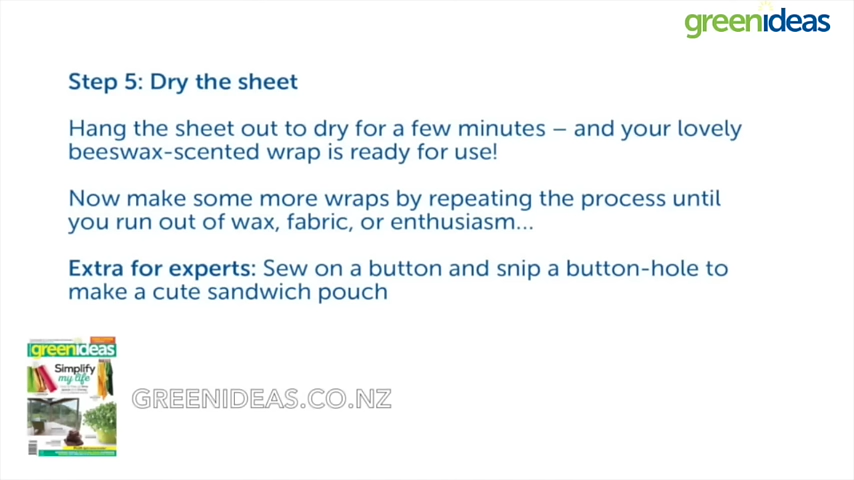 greenideas
Step 5: Dry the sheet
Hang the sheet out to dry for a few minutes – and your lovely
beeswax-scented wrap is ready for use!
Now make some more wraps by repeating the process until
you run out of wax, fabric, or enthusiasm...
Extra for experts: Sew on a button and snip a button-hole to
make a cute sandwich pouch
greenideas
Simplify
my life
GREENIDEAS.CO.NZ